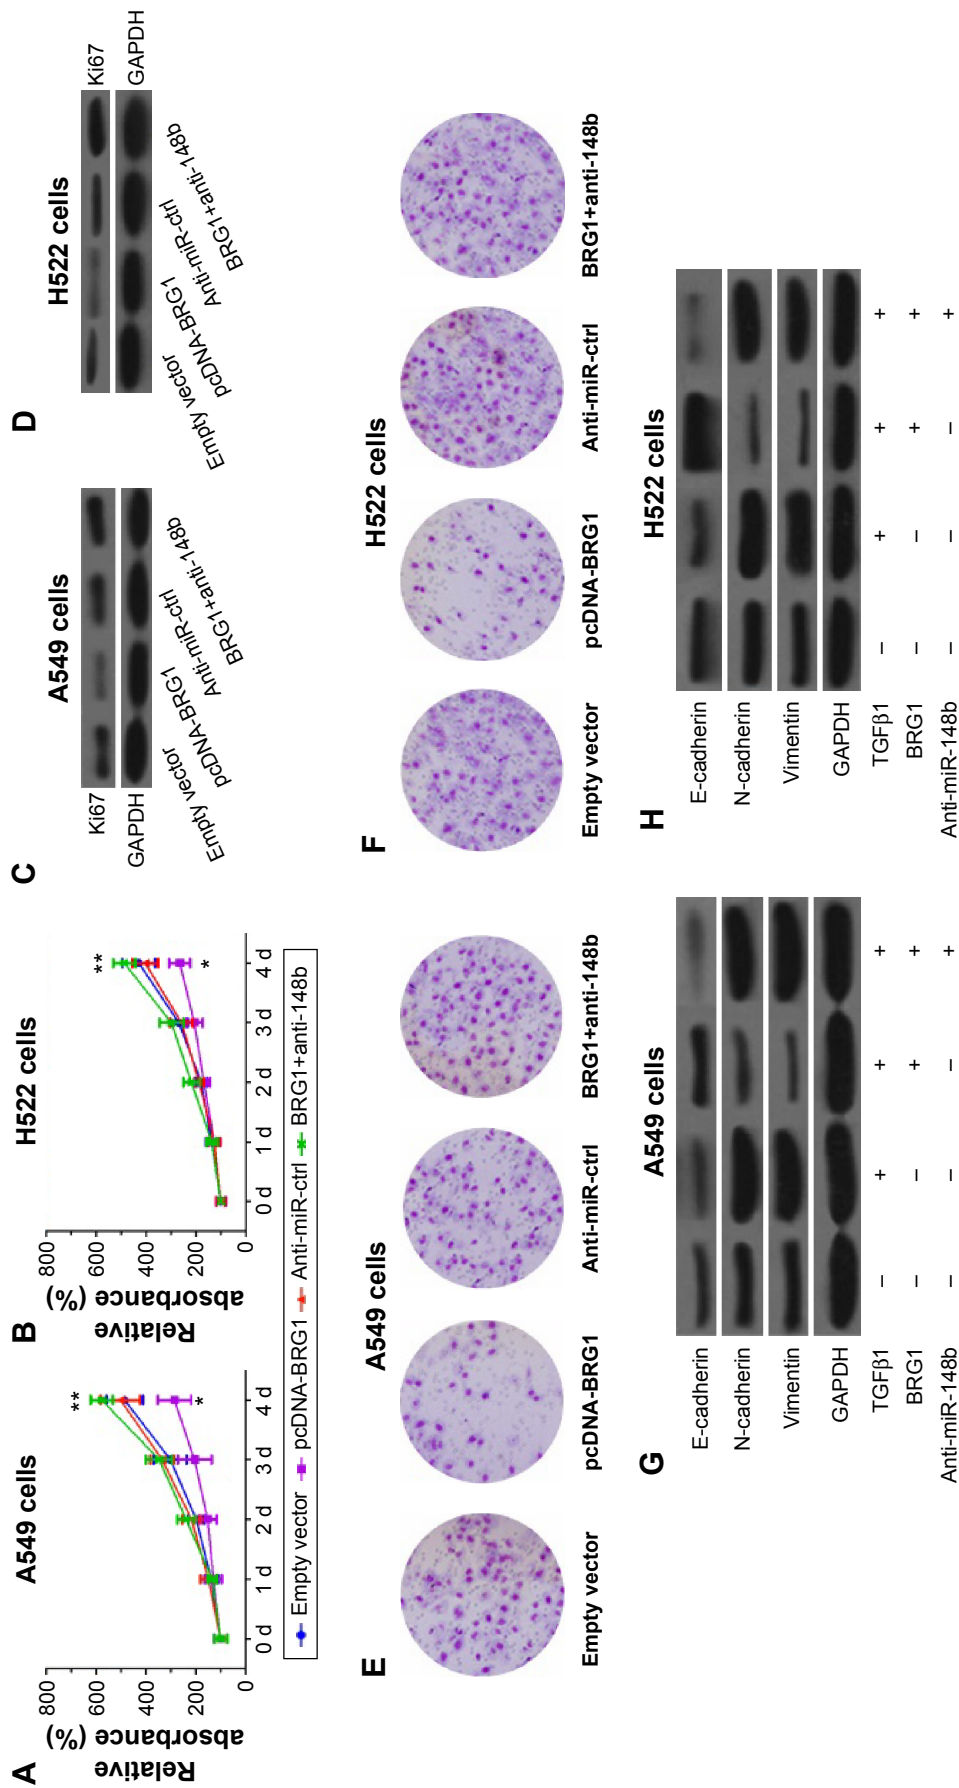 A
A549 cells
Relative
absorbance (%)
800
600
400
200
0
0 d
1 d
2 d
3 d
4 d
**
*
B
H522 cells
Relative
absorbance (%)
800
600
400
200
0
0 d
1 d
2 d
3 d
4 d
**
*
Empty vector
pcDNA-BRG1
Anti-miR-ctrl
BRG1+anti-148b
C
A549 cells
Ki67
GAPDH
Empty vector
pcDNA-BRG1
Anti-miR-ctrl
BRG1+anti-148b
D
H522 cells
Ki67
GAPDH
Empty vector
pcDNA-BRG1
Anti-miR-ctrl
BRG1+anti-148b
E
A549 cells
Empty vector
pcDNA-BRG1
Anti-miR-ctrl
BRG1+anti-148b
F
H522 cells
Empty vector
pcDNA-BRG1
Anti-miR-ctrl
BRG1+anti-148b
G
A549 cells
E-cadherin
N-cadherin
Vimentin
GAPDH
TGFβ1 – + + +
BRG1 – – + +
Anti-miR-148b – – – +
H
H522 cells
E-cadherin
N-cadherin
Vimentin
GAPDH
TGFβ1 – + + +
BRG1 – – + +
Anti-miR-148b – – – +